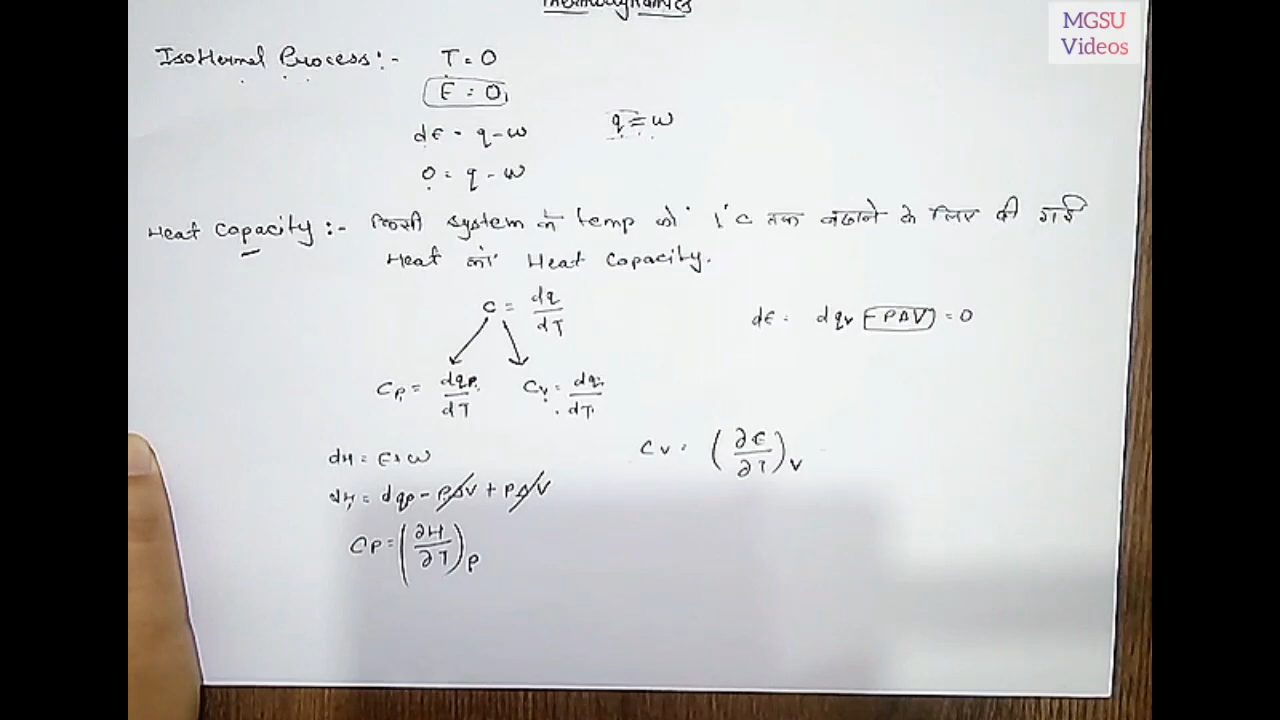 Thermodynamics
MGSU
Videos
IsoHermal Process:- T = 0
E = 0
dE = q - w q = w
0 = q - w
Heat Capacity :- किसी system के temp को 1°c तक बढाने के लिए दी गई
Heat को Heat Capacity.
C = dq/dT
dE = dqv - PΔV = 0
Cp = dqp/dT Cv = dqv/dT
dH = E + w
Cv = (∂E/∂T)v
dH = dqp - PΔV + PΔV
Cp = (∂H/∂T)p